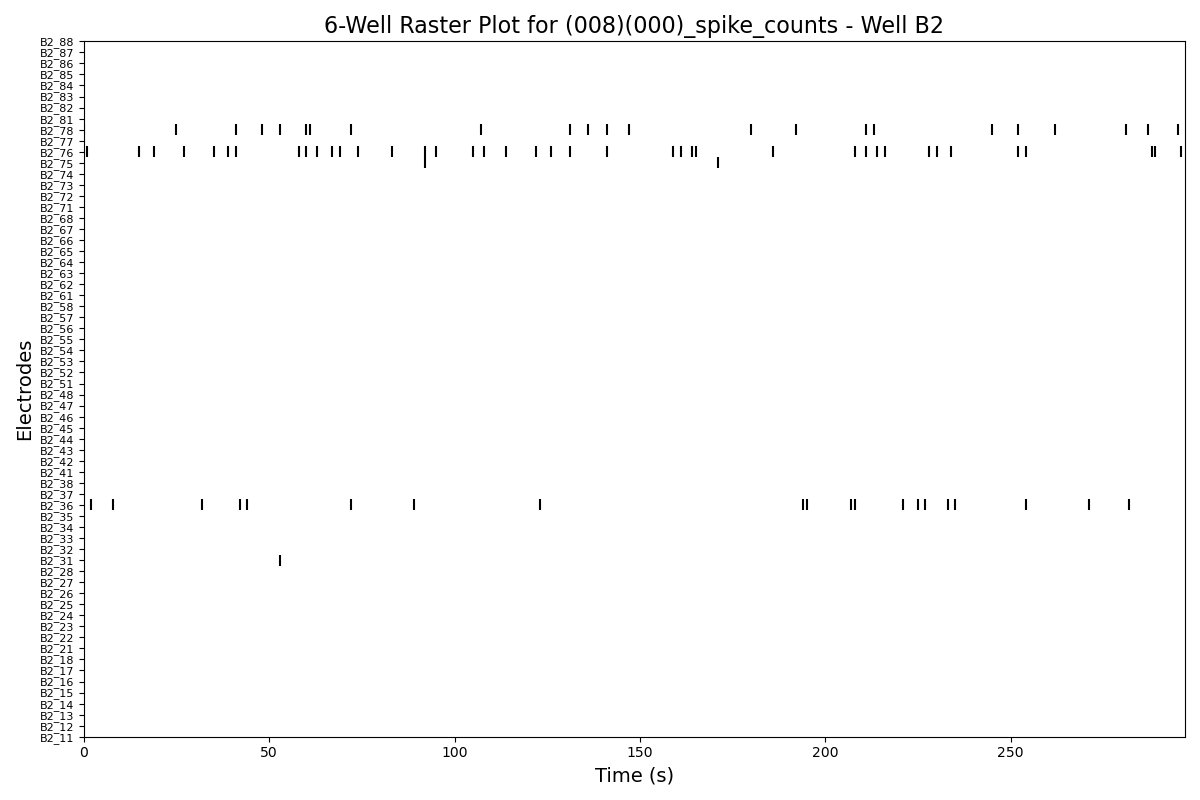 6-Well Raster Plot for (008)(000)_spike_counts - Well B2
Electrodes
B2_88
B2_87
B2_86
B2_85
B2_84
B2_83
B2_82
B2_81
B2_78
B2_77
B2_76
B2_75
B2_74
B2_73
B2_72
B2_71
B2_68
B2_67
B2_66
B2_65
B2_64
B2_63
B2_62
B2_61
B2_58
B2_57
B2_56
B2_55
B2_54
B2_53
B2_52
B2_51
B2_48
B2_47
B2_46
B2_45
B2_44
B2_43
B2_42
B2_41
B2_38
B2_37
B2_36
B2_35
B2_34
B2_33
B2_32
B2_31
B2_28
B2_27
B2_26
B2_25
B2_24
B2_23
B2_22
B2_21
B2_18
B2_17
B2_16
B2_15
B2_14
B2_13
B2_12
B2_11
0 50 100 150 200 250
Time (s)